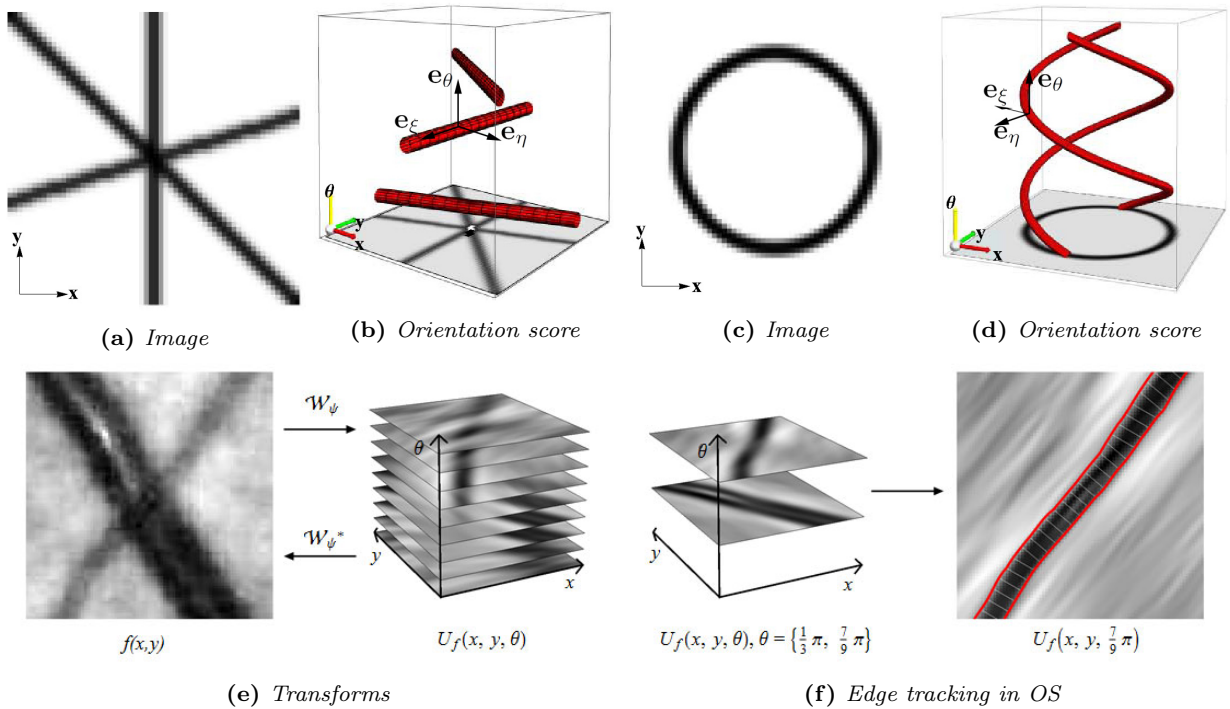 y
x
(a) Image
e_θ
e_ξ
e_η
θ
y
x
(b) Orientation score
y
x
(c) Image
e_θ
e_ξ
e_η
θ
y
x
(d) Orientation score
f(x,y)
𝒲_ψ
𝒲_ψ*
θ
y
x
U_f(x, y, θ)
(e) Transforms
θ
y
x
U_f(x, y, θ), θ = {1/3 π, 7/9 π}
U_f(x, y, 7/9 π)
(f) Edge tracking in OS